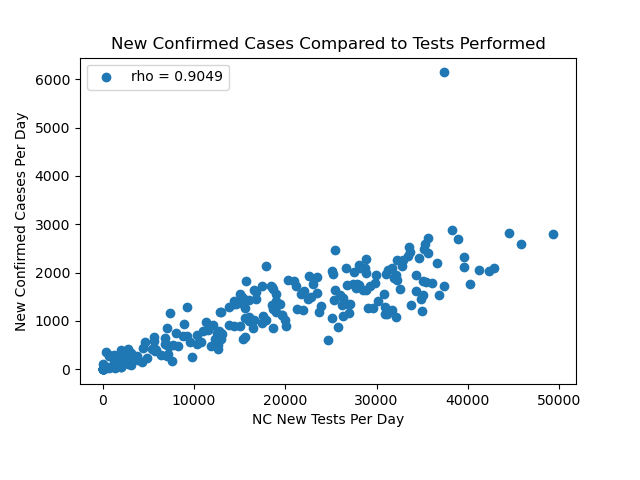 New Confirmed Cases Compared to Tests Performed
rho = 0.9049
6000
5000
4000
3000
2000
1000
0
New Confirmed Caeses Per Day
0 10000 20000 30000 40000 50000
NC New Tests Per Day